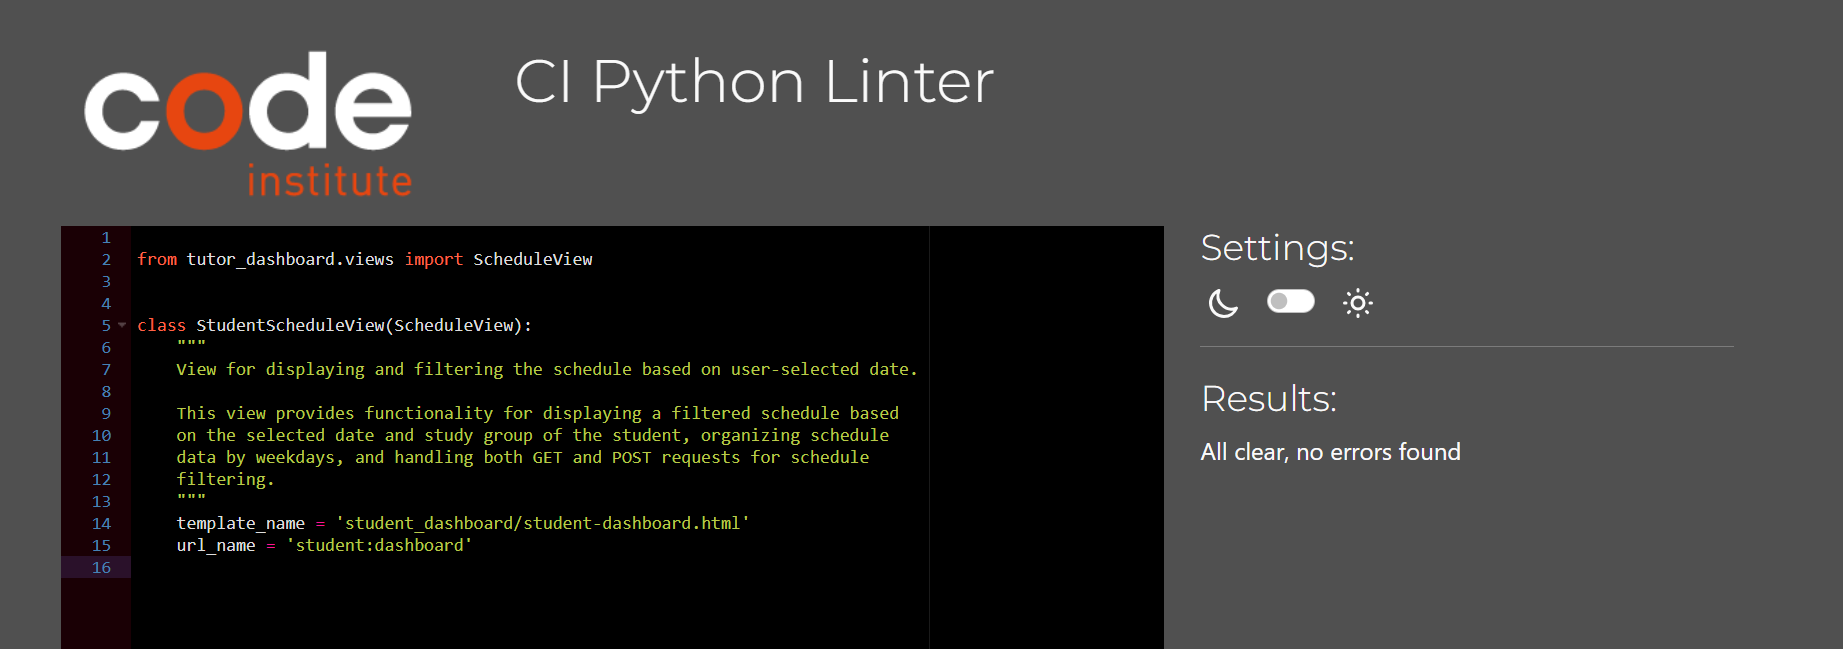 code
institute
CI Python Linter
1
2 from tutor_dashboard.views import ScheduleView
3
4
5 class StudentScheduleView(ScheduleView):
6 """
7 View for displaying and filtering the schedule based on user-selected date.
8
9 This view provides functionality for displaying a filtered schedule based
10 on the selected date and study group of the student, organizing schedule
11 data by weekdays, and handling both GET and POST requests for schedule
12 filtering.
13 """
14 template_name = 'student_dashboard/student-dashboard.html'
15 url_name = 'student:dashboard'
16
Settings:
Results:
All clear, no errors found